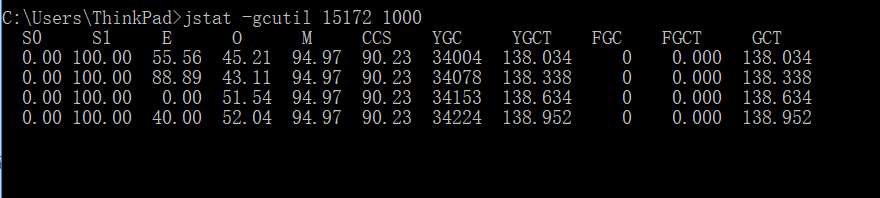 C:\Users\ThinkPad>jstat -gcutil 15172 1000
S0 S1 E O M CCS YGC YGCT FGC FGCT GCT
0.00 100.00 55.56 45.21 94.97 90.23 34004 138.034 0 0.000 138.034
0.00 100.00 88.89 43.11 94.97 90.23 34078 138.338 0 0.000 138.338
0.00 100.00 0.00 51.54 94.97 90.23 34153 138.634 0 0.000 138.634
0.00 100.00 40.00 52.04 94.97 90.23 34224 138.952 0 0.000 138.952